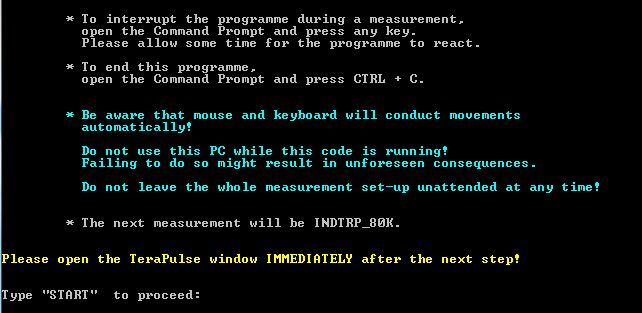 * To interrupt the programme during a measurement,
open the Command Prompt and press any key.
Please allow some time for the programme to react.
* To end this programme,
open the Command Prompt and press CTRL + C.
* Be aware that mouse and keyboard will conduct movements
automatically!
Do not use this PC while this code is running!
Failing to do so might result in unforeseen consequences.
Do not leave the whole measurement set-up unattended at any time!
* The next measurement will be INDTRP_80K.
Please open the TeraPulse window IMMEDIATELY after the next step!
Type "START"  to proceed: